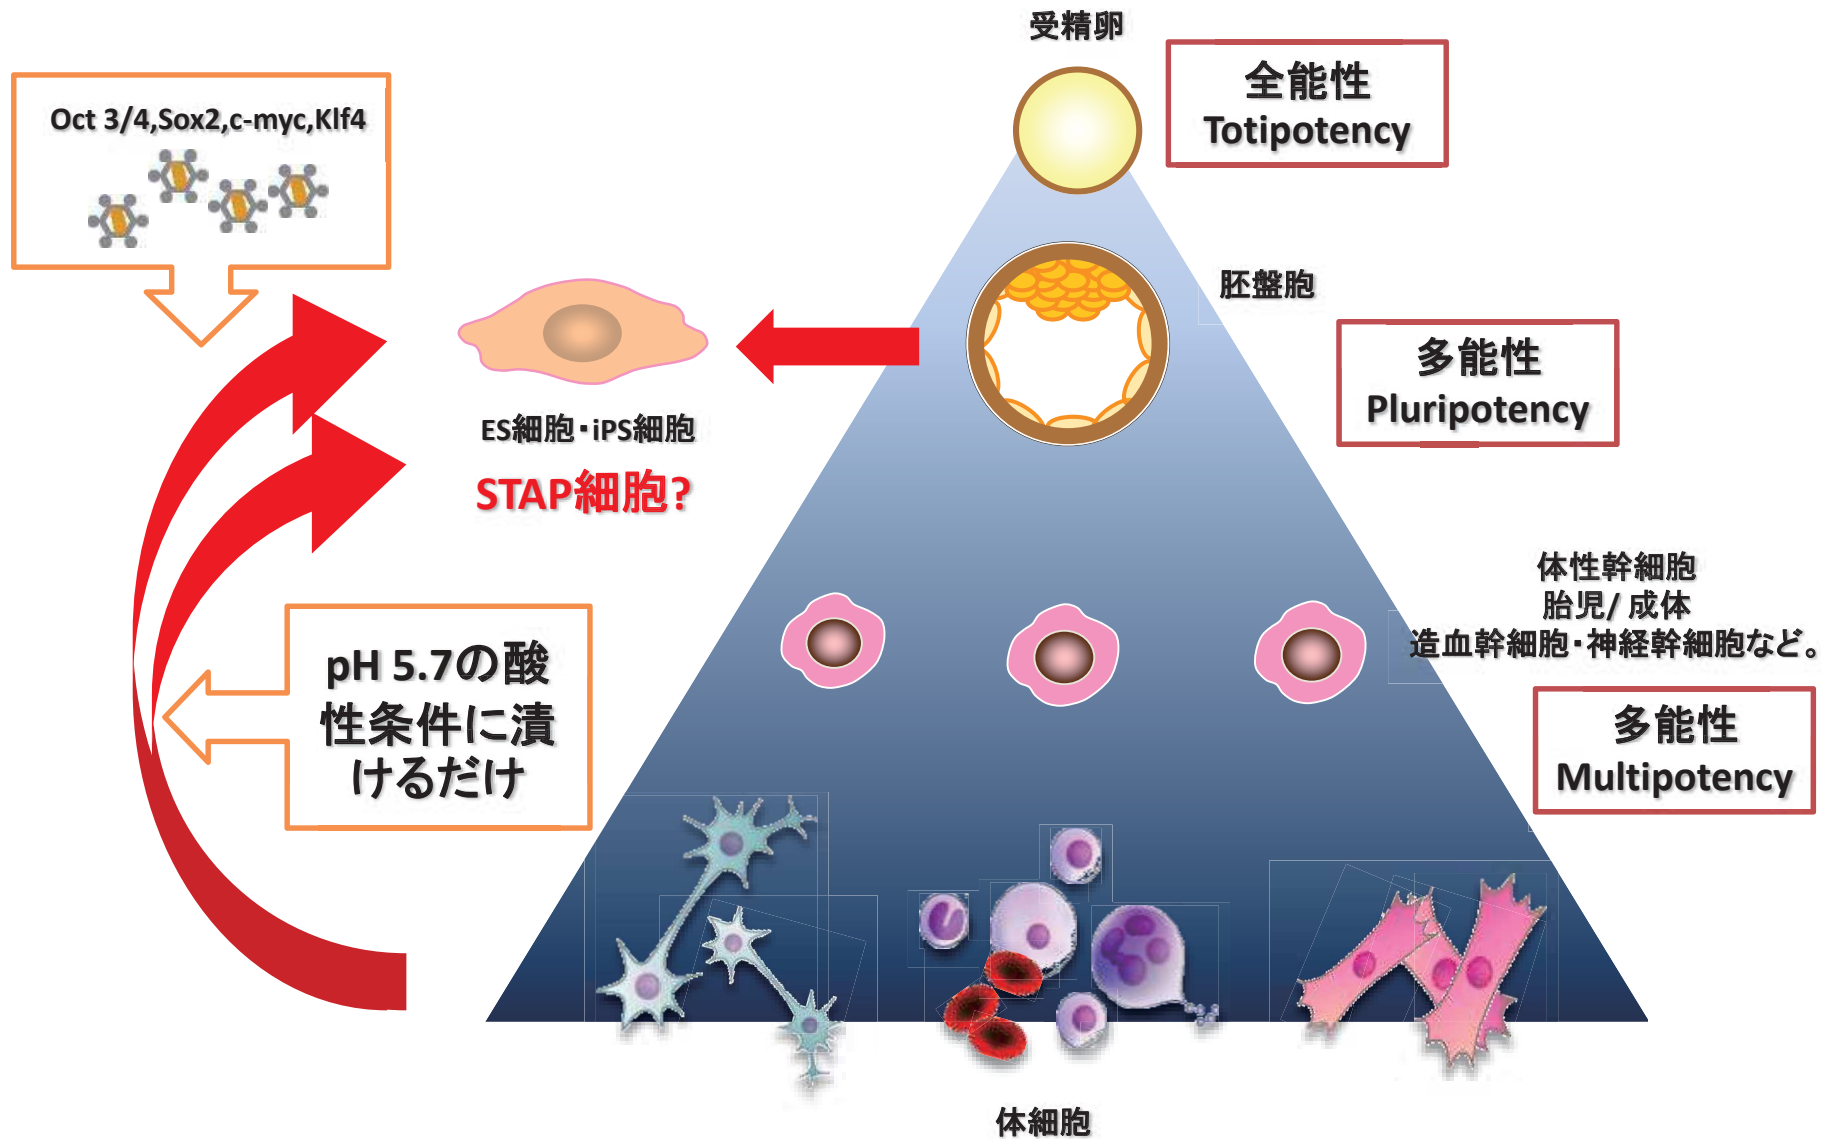 受精卵
全能性
Totipotency
Oct 3/4,Sox2,c-myc,Klf4
胚盤胞
多能性
Pluripotency
ES細胞・iPS細胞
STAP細胞?
体性幹細胞
胎児/ 成体
造血幹細胞・神経幹細胞など。
pH 5.7の酸
性条件に漬
けるだけ
多能性
Multipotency
体細胞